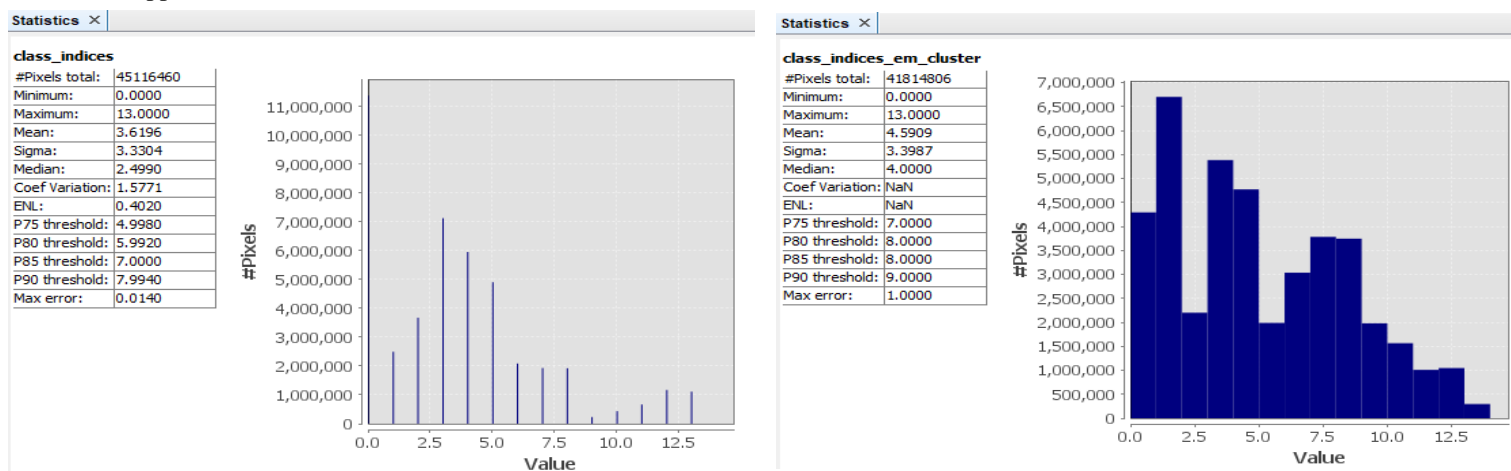 Statistics ×
class_indices
#Pixels total: 45116460
Minimum: 0.0000
Maximum: 13.0000
Mean: 3.6196
Sigma: 3.3304
Median: 2.4990
Coef Variation: 1.5771
ENL: 0.4020
P75 threshold: 4.9980
P80 threshold: 5.9920
P85 threshold: 7.0000
P90 threshold: 7.9940
Max error: 0.0140
#Pixels
11,000,000
10,000,000
9,000,000
8,000,000
7,000,000
6,000,000
5,000,000
4,000,000
3,000,000
2,000,000
1,000,000
0
0.0 2.5 5.0 7.5 10.0 12.5
Value
Statistics ×
class_indices_em_cluster
#Pixels total: 41814806
Minimum: 0.0000
Maximum: 13.0000
Mean: 4.5909
Sigma: 3.3987
Median: 4.0000
Coef Variation: NaN
ENL: NaN
P75 threshold: 7.0000
P80 threshold: 8.0000
P85 threshold: 8.0000
P90 threshold: 9.0000
Max error: 1.0000
#Pixels
7,000,000
6,500,000
6,000,000
5,500,000
5,000,000
4,500,000
4,000,000
3,500,000
3,000,000
2,500,000
2,000,000
1,500,000
1,000,000
500,000
0
0.0 2.5 5.0 7.5 10.0 12.5
Value